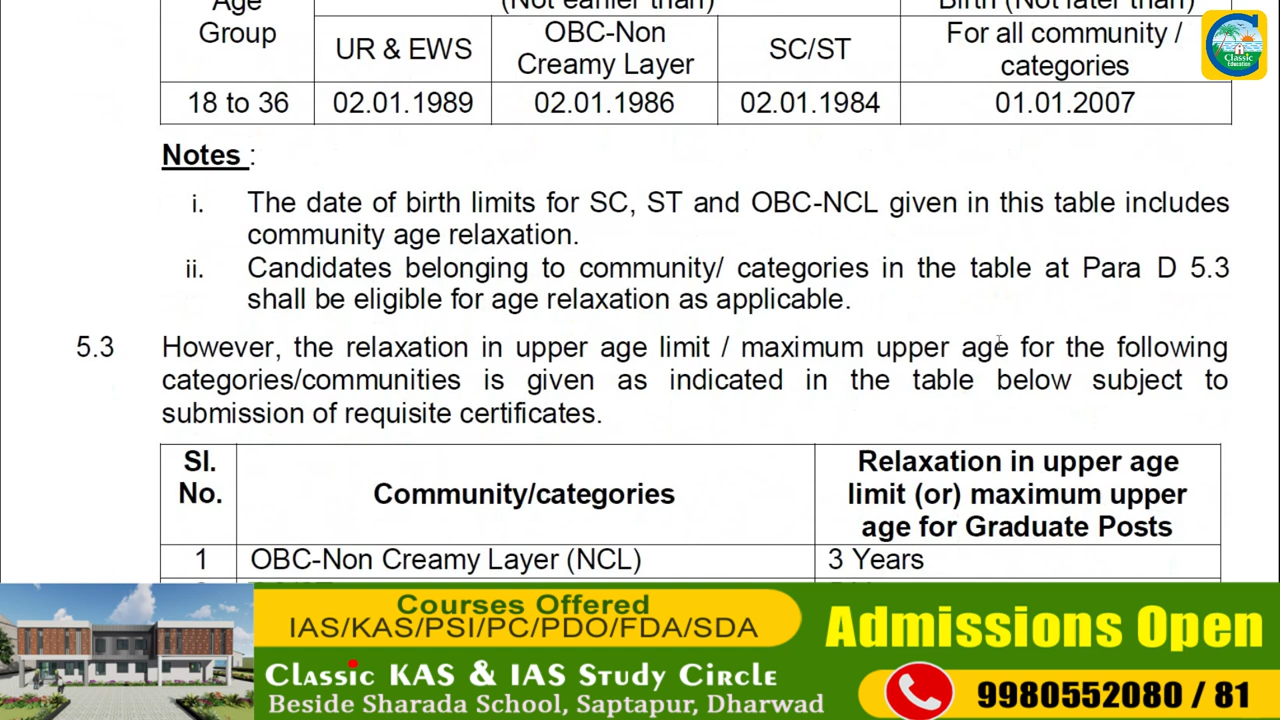 Age (Not earlier than) Birth (Not later than)
Group UR & EWS OBC-Non Creamy Layer SC/ST For all community / categories
18 to 36 02.01.1989 02.01.1986 02.01.1984 01.01.2007
Classic
Education
Notes :
i. The date of birth limits for SC, ST and OBC-NCL given in this table includes
community age relaxation.
ii. Candidates belonging to community/ categories in the table at Para D 5.3
shall be eligible for age relaxation as applicable.
5.3 However, the relaxation in upper age limit / maximum upper age for the following
categories/communities is given as indicated in the table below subject to
submission of requisite certificates.
Sl. No. Community/categories Relaxation in upper age limit (or) maximum upper age for Graduate Posts
1 OBC-Non Creamy Layer (NCL) 3 Years
Courses Offered
IAS/KAS/PSI/PC/PDO/FDA/SDA
Classic KAS & IAS Study Circle
Beside Sharada School, Saptapur, Dharwad
Admissions Open
9980552080 / 81